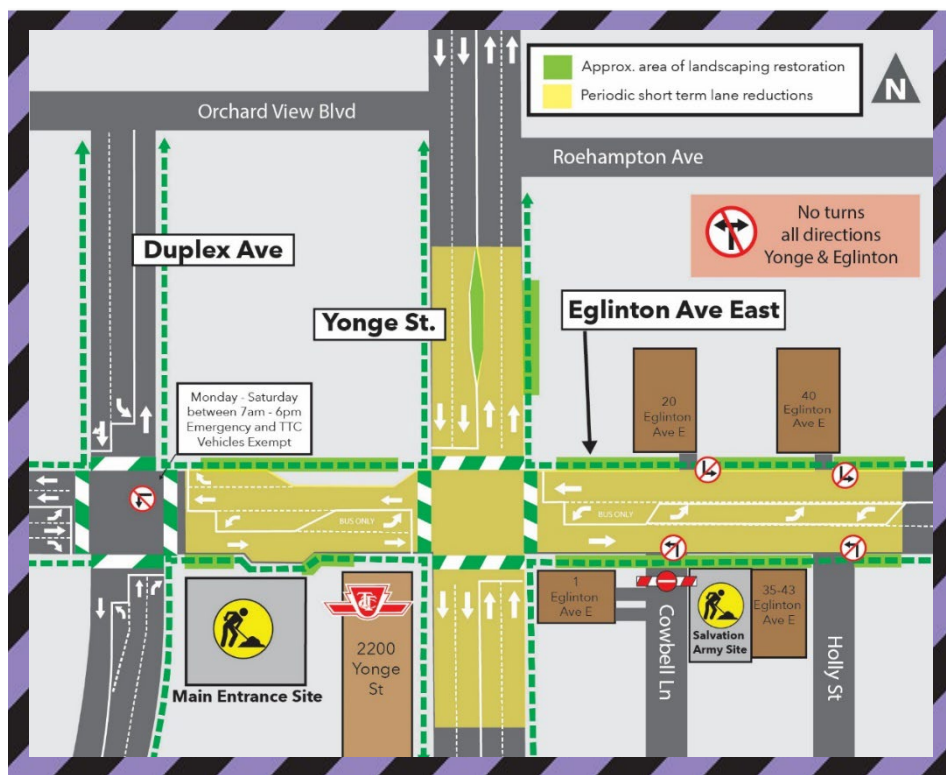 Approx. area of landscaping restoration
Periodic short term lane reductions
N
Orchard View Blvd
Roehampton Ave
No turns
all directions
Yonge & Eglinton
Duplex Ave
Yonge St.
Eglinton Ave East
Monday - Saturday
between 7am - 6pm
Emergency and TTC
Vehicles Exempt
20
Eglinton
Ave E
40
Eglinton
Ave E
BUS ONLY
BUS ONLY
Main Entrance Site
TTC
2200
Yonge
St
1
Eglinton
Ave E
Cowbell Ln
Salvation
Army Site
35-43
Eglinton
Ave E
Holly St